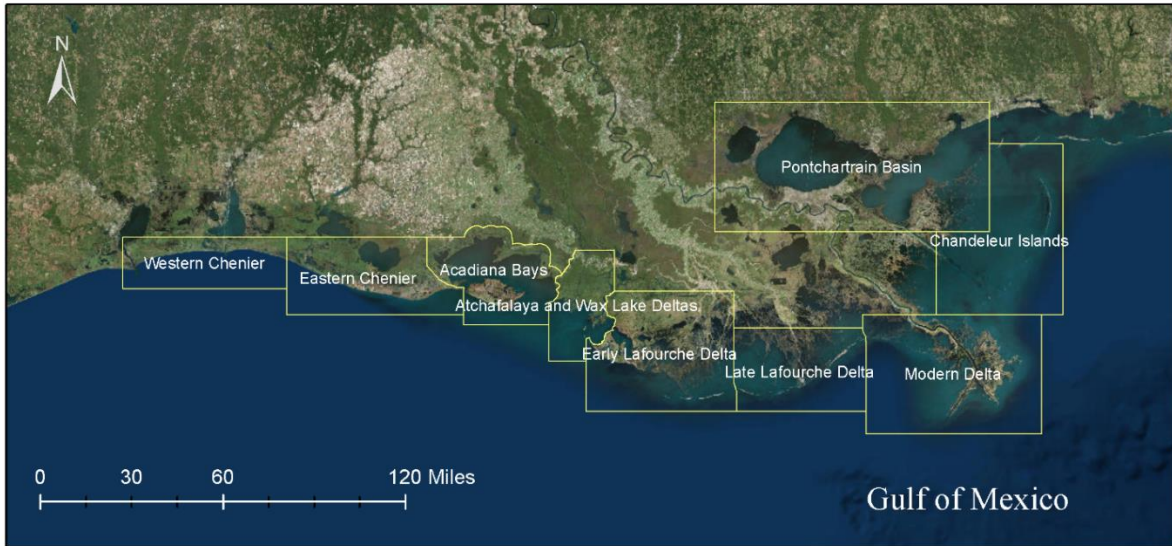 N
Pontchartrain Basin
Chandeleur Islands
Western Chenier
Eastern Chenier
Acadiana Bays
Atchafalaya and Wax Lake Deltas,
Early Lafourche Delta
Late Lafourche Delta
Modern Delta
0 30 60 120 Miles
Gulf of Mexico